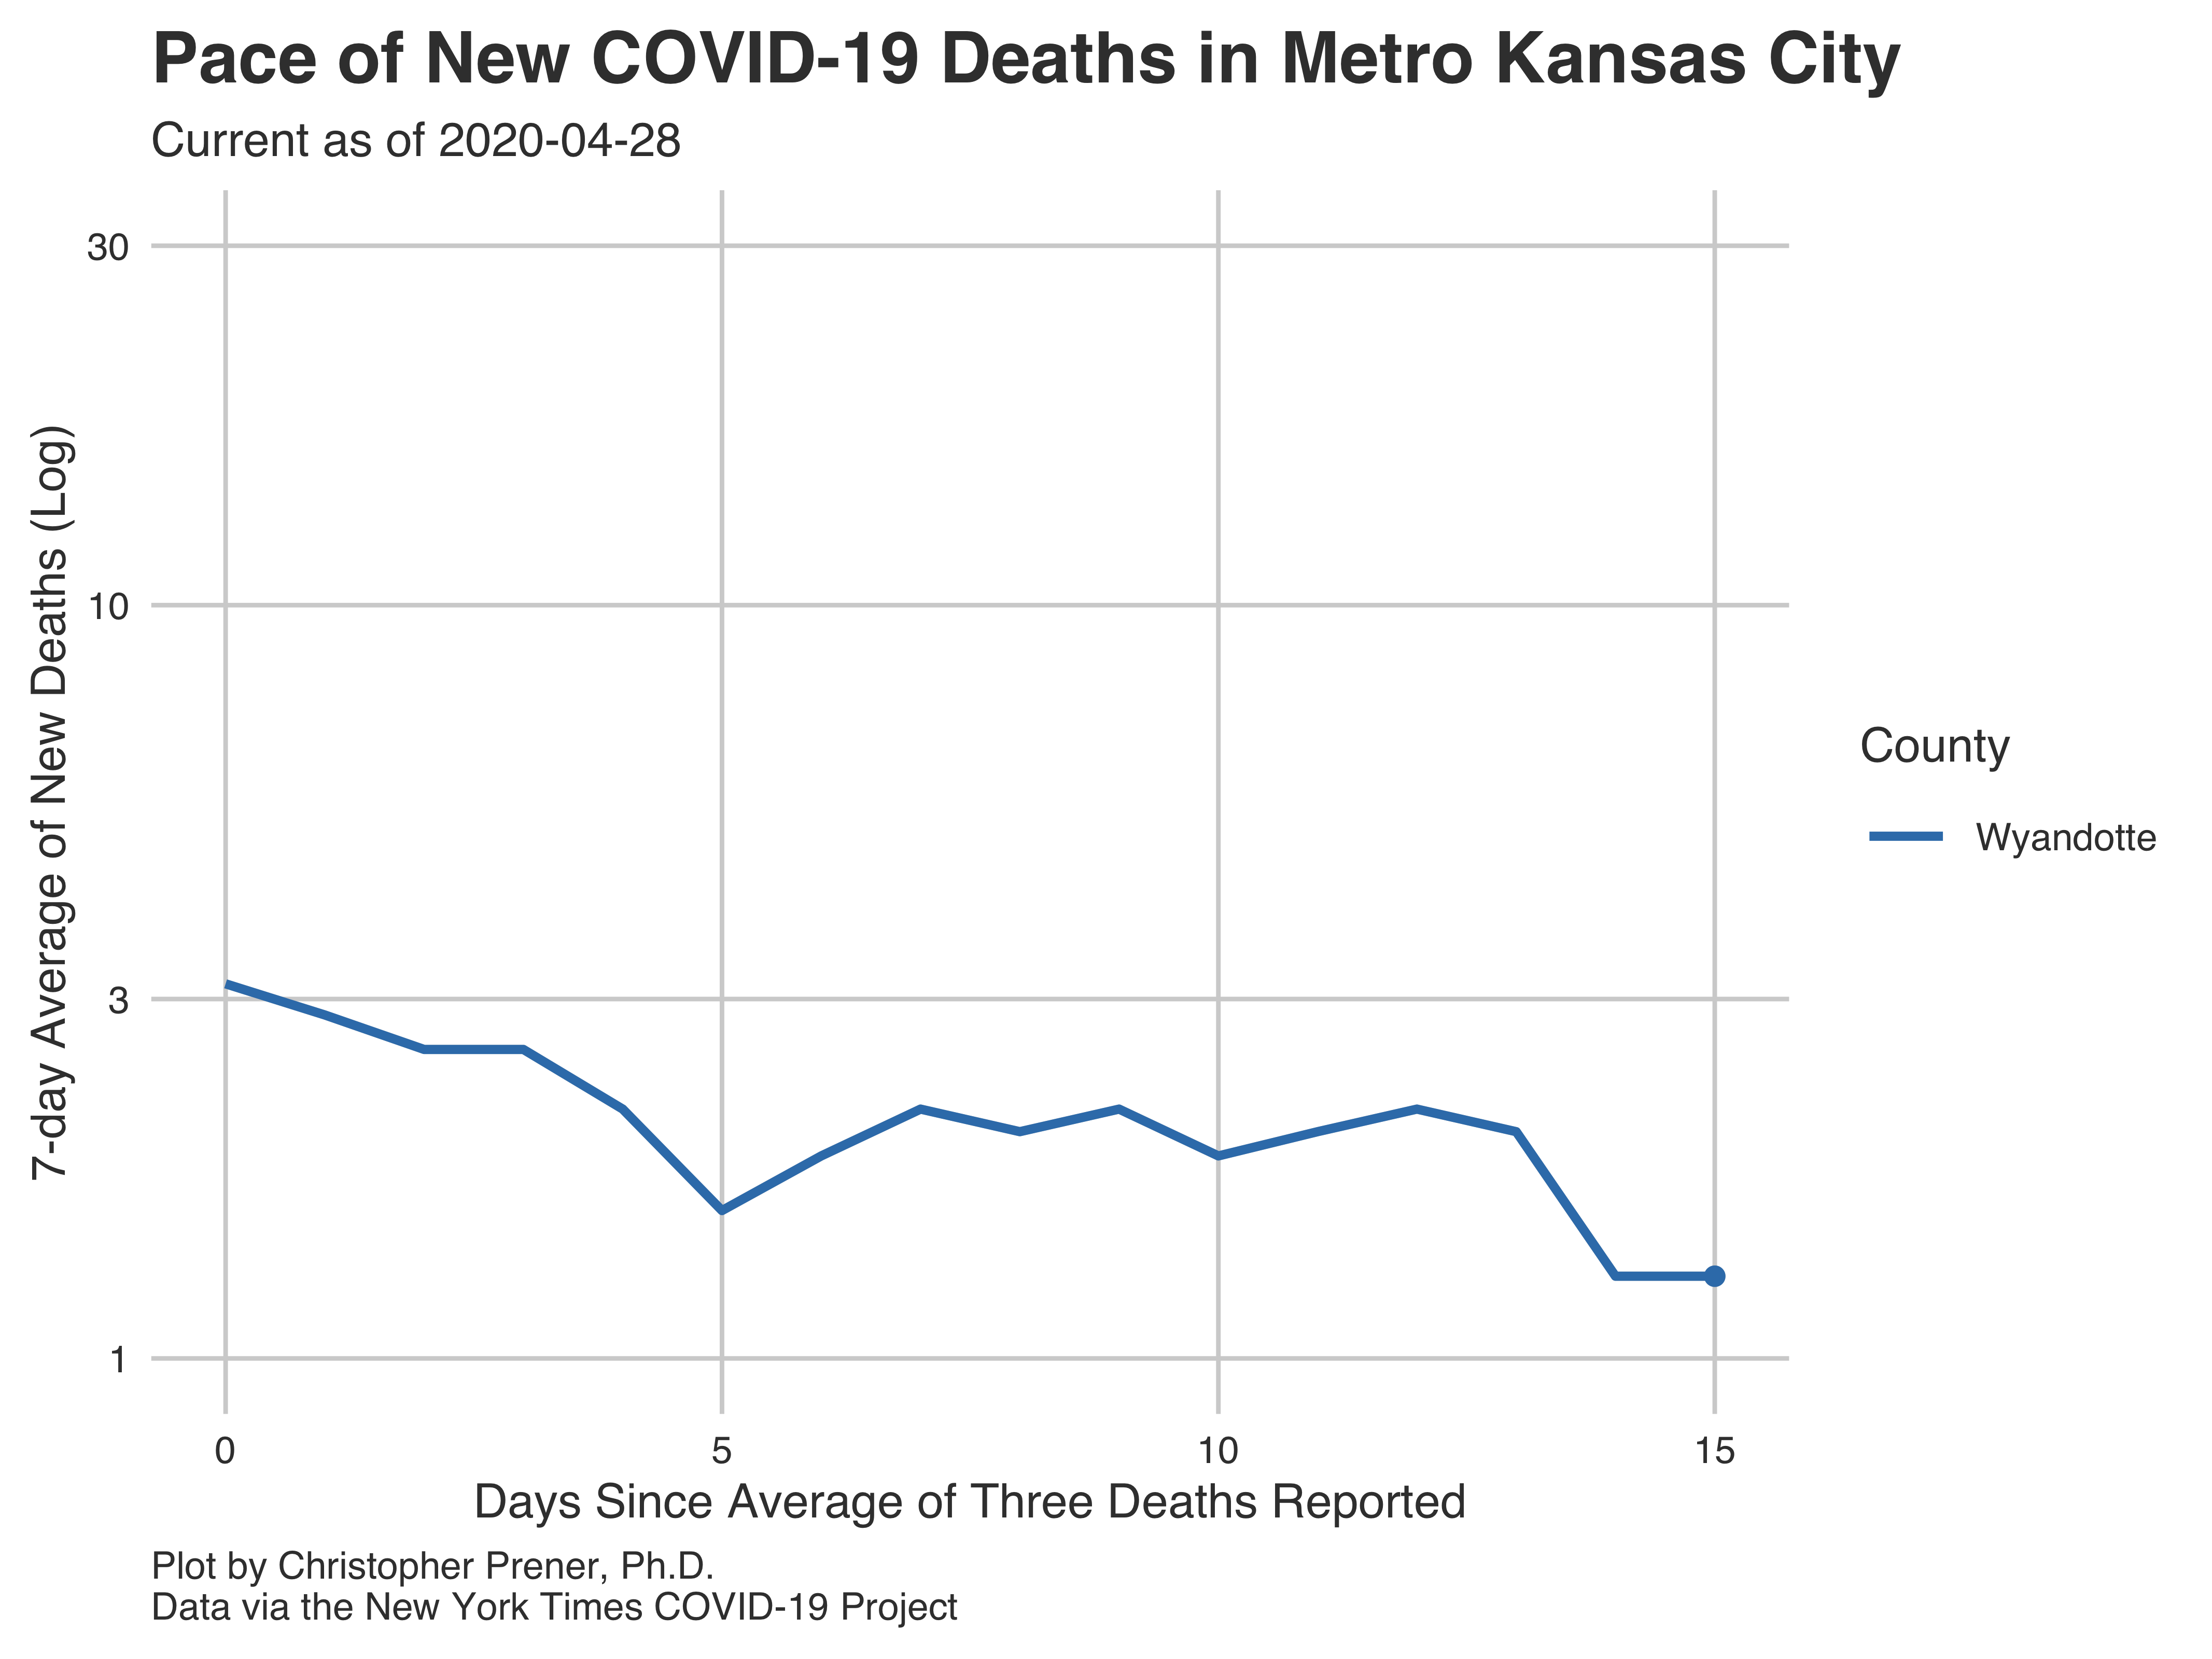 Pace of New COVID-19 Deaths in Metro Kansas City
Current as of 2020-04-28
7-day Average of New Deaths (Log)
30
10
3
1
0 5 10 15
Days Since Average of Three Deaths Reported
County
Wyandotte
Plot by Christopher Prener, Ph.D.
Data via the New York Times COVID-19 Project